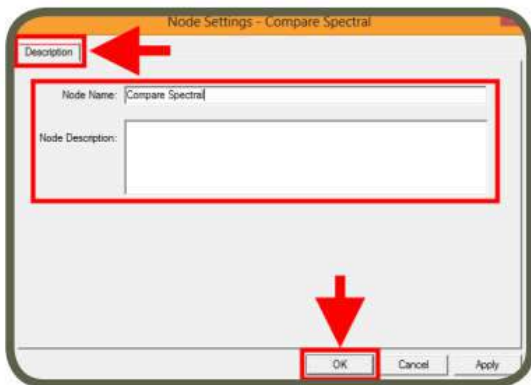 Node Settings - Compare Spectral
Description
Node Name: Compare Spectral
Node Description:
OK Cancel Apply